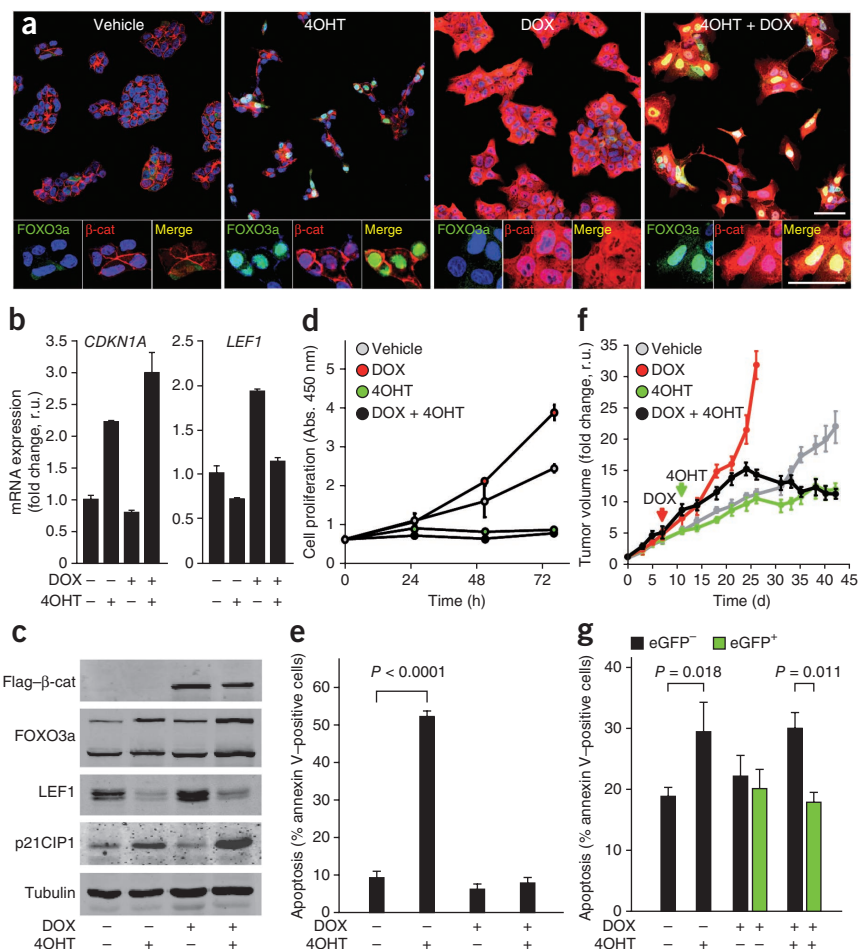 a
Vehicle
4OHT
DOX
4OHT + DOX
FOXO3a
β-cat
Merge
FOXO3a
β-cat
Merge
FOXO3a
β-cat
Merge
FOXO3a
β-cat
Merge
b
mRNA expression
(fold change, r.u.)
CDKN1A
3.5
3.0
2.5
2.0
1.5
1.0
0.5
0
LEF1
2.5
2.0
1.5
1.0
0.5
0
DOX – – + + – – + +
4OHT – + – + – + – +
c
Flag–β-cat
FOXO3a
LEF1
p21CIP1
Tubulin
DOX – – + +
4OHT – + – +
d
Cell proliferation (Abs. 450 nm)
5
4
3
2
1
0
Vehicle
DOX
4OHT
DOX + 4OHT
0 24 48 72
Time (h)
e
Apoptosis (% annexin V–positive cells)
60
50
40
30
20
10
0
P < 0.0001
DOX – – + +
4OHT – + – +
f
Tumor volume (fold change, r.u.)
35
30
25
20
15
10
5
0
Vehicle
DOX
4OHT
DOX + 4OHT
4OHT
DOX
0 5 10 15 20 25 30 35 40 45
Time (d)
g
eGFP–
eGFP+
Apoptosis (% annexin V–positive cells)
40
30
20
10
0
P = 0.018
P = 0.011
DOX – – + + + +
4OHT – + – – + +